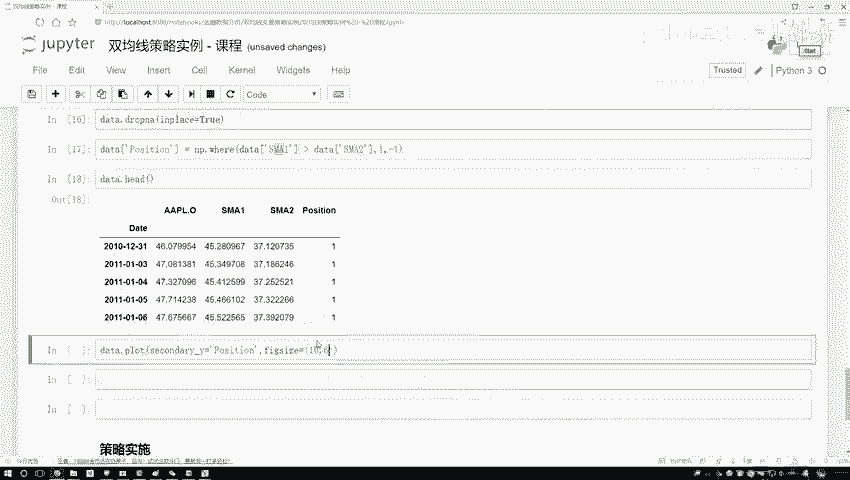 双均线策略实例 - 课程
jupyter 双均线策略实例 - 课程 (unsaved changes)
Start
File Edit View Insert Cell Kernel Widgets Help
Trusted Python 3
Code
In [16]: data.dropna(inplace=True)
In [17]: data['Position'] = np.where(data['SMA1'] > data['SMA2'],1,-1)
In [18]: data.head()
Out[18]:
AAPL.O SMA1 SMA2 Position
Date
2010-12-31 46.079954 45.280967 37.120735 1
2011-01-03 47.081381 45.349708 37.186246 1
2011-01-04 47.327096 45.412599 37.252521 1
2011-01-05 47.714238 45.466102 37.322266 1
2011-01-06 47.675667 45.522565 37.392079 1
In [ ]: data.plot(secondary_y='Position',figsize=(10,6))
In [ ]:
In [ ]:
策略实施